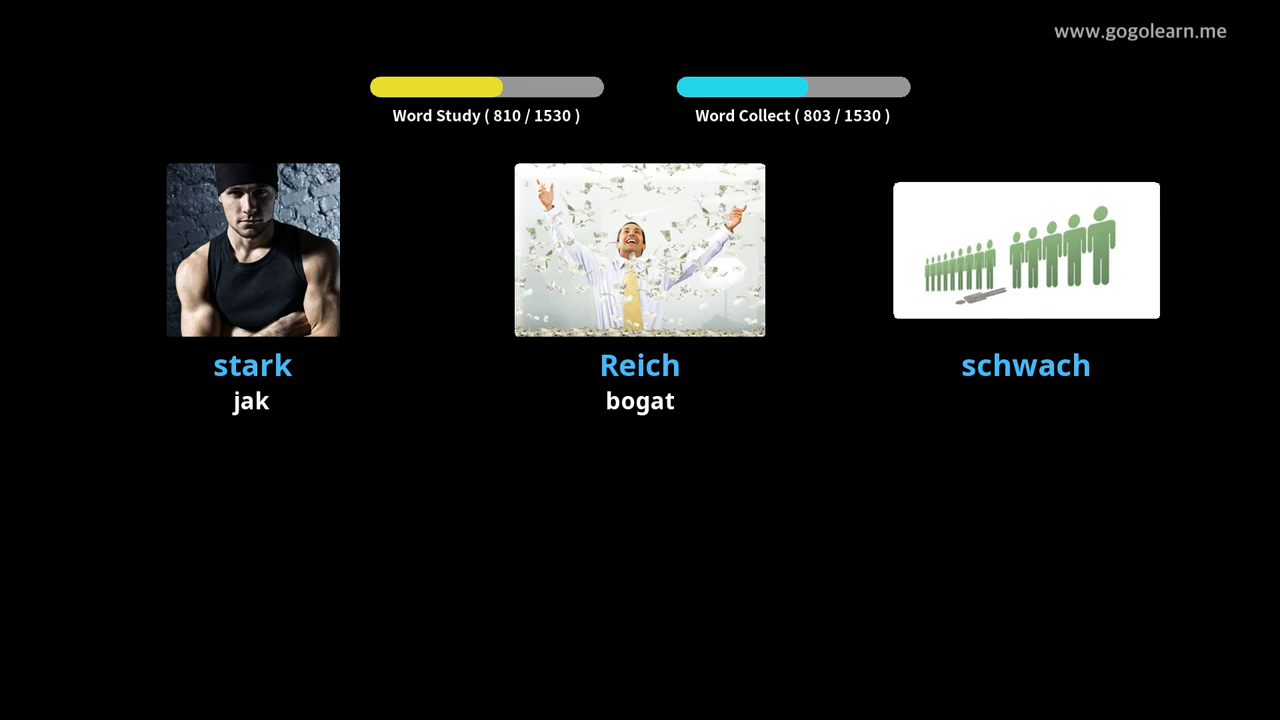 www.gogolearn.me
Word Study ( 810 / 1530 )
Word Collect ( 803 / 1530 )
stark
jak
Reich
bogat
schwach